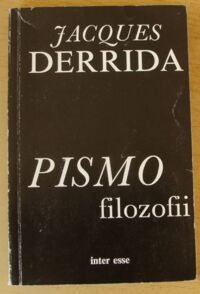 JACQUES
DERRIDA
PISMO
filozofii
inter esse